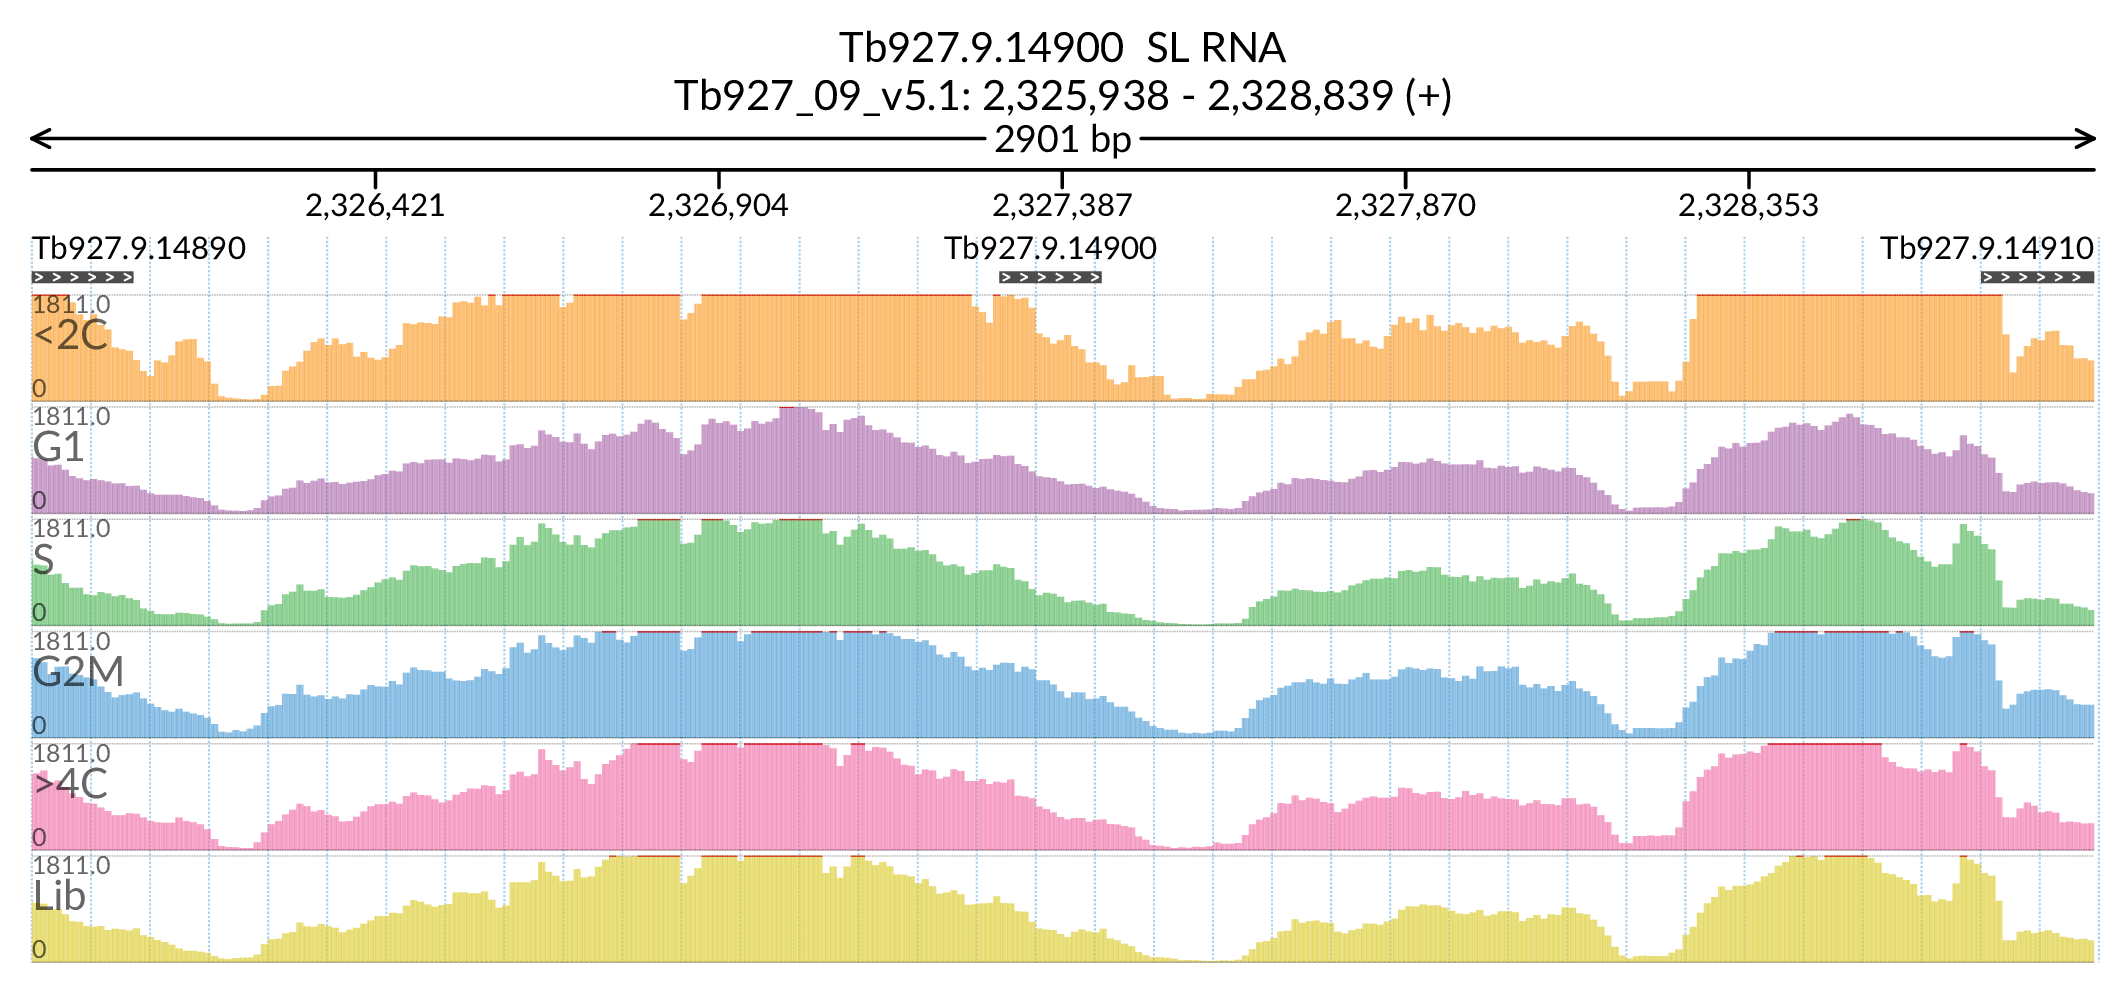 Tb927.9.14900  SL RNA
Tb927_09_v5.1: 2,325,938 - 2,328,839 (+)
2901 bp
2,326,421 2,326,904 2,327,387 2,327,870 2,328,353
Tb927.9.14890 Tb927.9.14900 Tb927.9.14910
1811.0
<2C
0
1811.0
G1
0
1811.0
S
0
1811.0
G2M
0
1811.0
>4C
0
1811.0
Lib
0